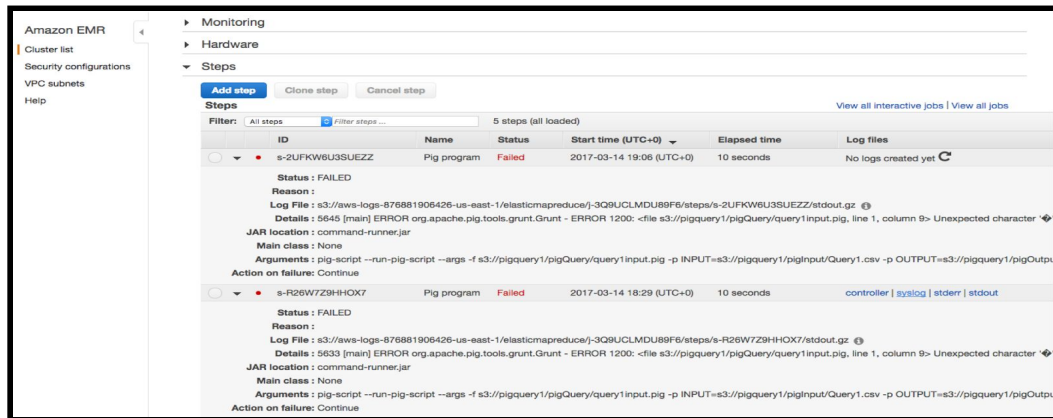 Amazon EMR
Cluster list
Security configurations
VPC subnets
Help
Monitoring
Hardware
Steps
Add step Clone step Cancel step
Steps View all interactive jobs | View all jobs
Filter: All steps Filter steps ... 5 steps (all loaded)
ID Name Status Start time (UTC+0) Elapsed time Log files
s-2UFKW6U3SUEZZ Pig program Failed 2017-03-14 19:06 (UTC+0) 10 seconds No logs created yet
Status : FAILED
Reason :
Log File : s3://aws-logs-876881906426-us-east-1/elasticmapreduce/j-3Q9UCLMDU89F6/steps/s-2UFKW6U3SUEZZ/stdout.gz
Details : 5645 [main] ERROR org.apache.pig.tools.grunt.Grunt - ERROR 1200: <file s3://pigquery1/pigQuery/query1input.pig, line 1, column 9> Unexpected character '�
JAR location : command-runner.jar
Main class : None
Arguments : pig-script --run-pig-script --args -f s3://pigquery1/pigQuery/query1input.pig -p INPUT=s3://pigquery1/pigInput/Query1.csv -p OUTPUT=s3://pigquery1/pigOutpu
Action on failure: Continue
s-R26W7Z9HHOX7 Pig program Failed 2017-03-14 18:29 (UTC+0) 10 seconds controller | syslog | stderr | stdout
Status : FAILED
Reason :
Log File : s3://aws-logs-876881906426-us-east-1/elasticmapreduce/j-3Q9UCLMDU89F6/steps/s-R26W7Z9HHOX7/stdout.gz
Details : 5633 [main] ERROR org.apache.pig.tools.grunt.Grunt - ERROR 1200: <file s3://pigquery1/pigQuery/query1input.pig, line 1, column 9> Unexpected character '�
JAR location : command-runner.jar
Main class : None
Arguments : pig-script --run-pig-script --args -f s3://pigquery1/pigQuery/query1input.pig -p INPUT=s3://pigquery1/pigInput/Query1.csv -p OUTPUT=s3://pigquery1/pigOutpu
Action on failure: Continue